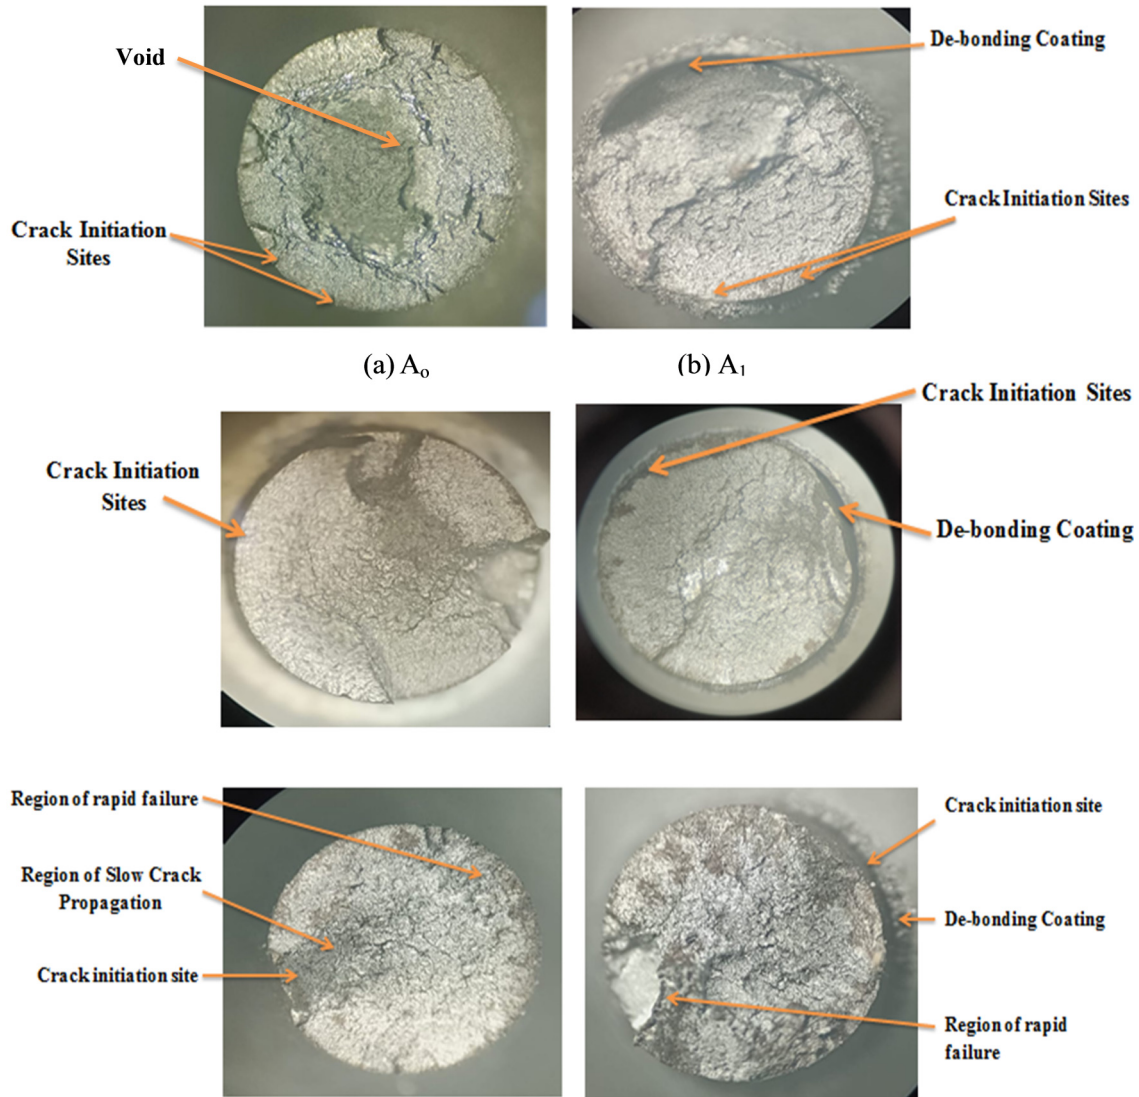 Void
De-bonding Coating
Crack Initiation
Sites
Crack Initiation Sites
(a) Ao
(b) A1
Crack Initiation
Sites
Crack Initiation Sites
De-bonding Coating
Region of rapid failure
Region of Slow Crack
Propagation
Crack initiation site
Crack initiation site
De-bonding Coating
Region of rapid
failure